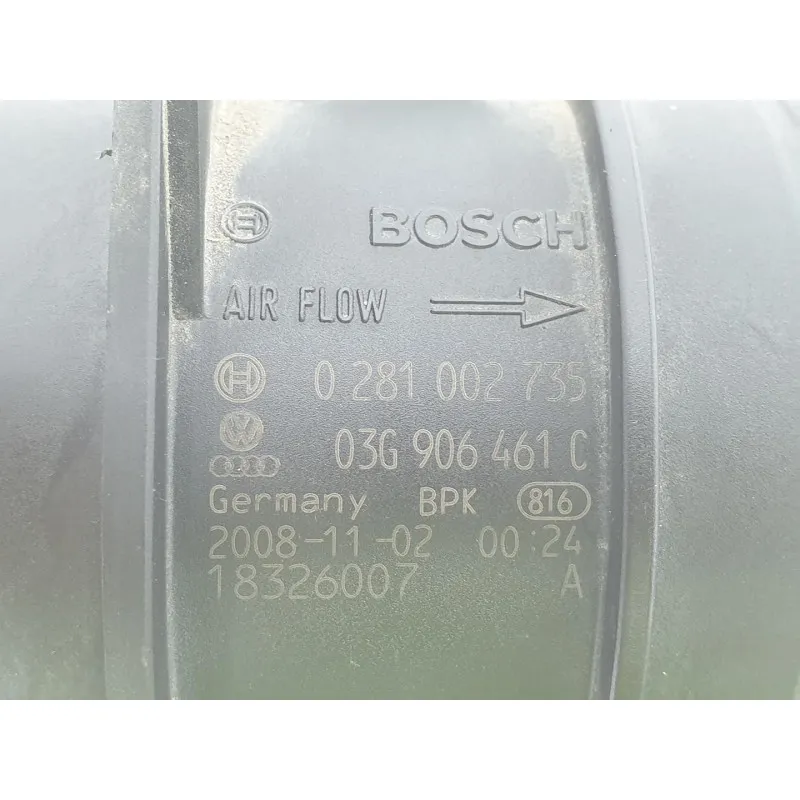 BOSCH
AIR FLOW
0 281 002 735
03G 906 461 C
Germany BPK 816
2008-11-02 00:24
18326007 A